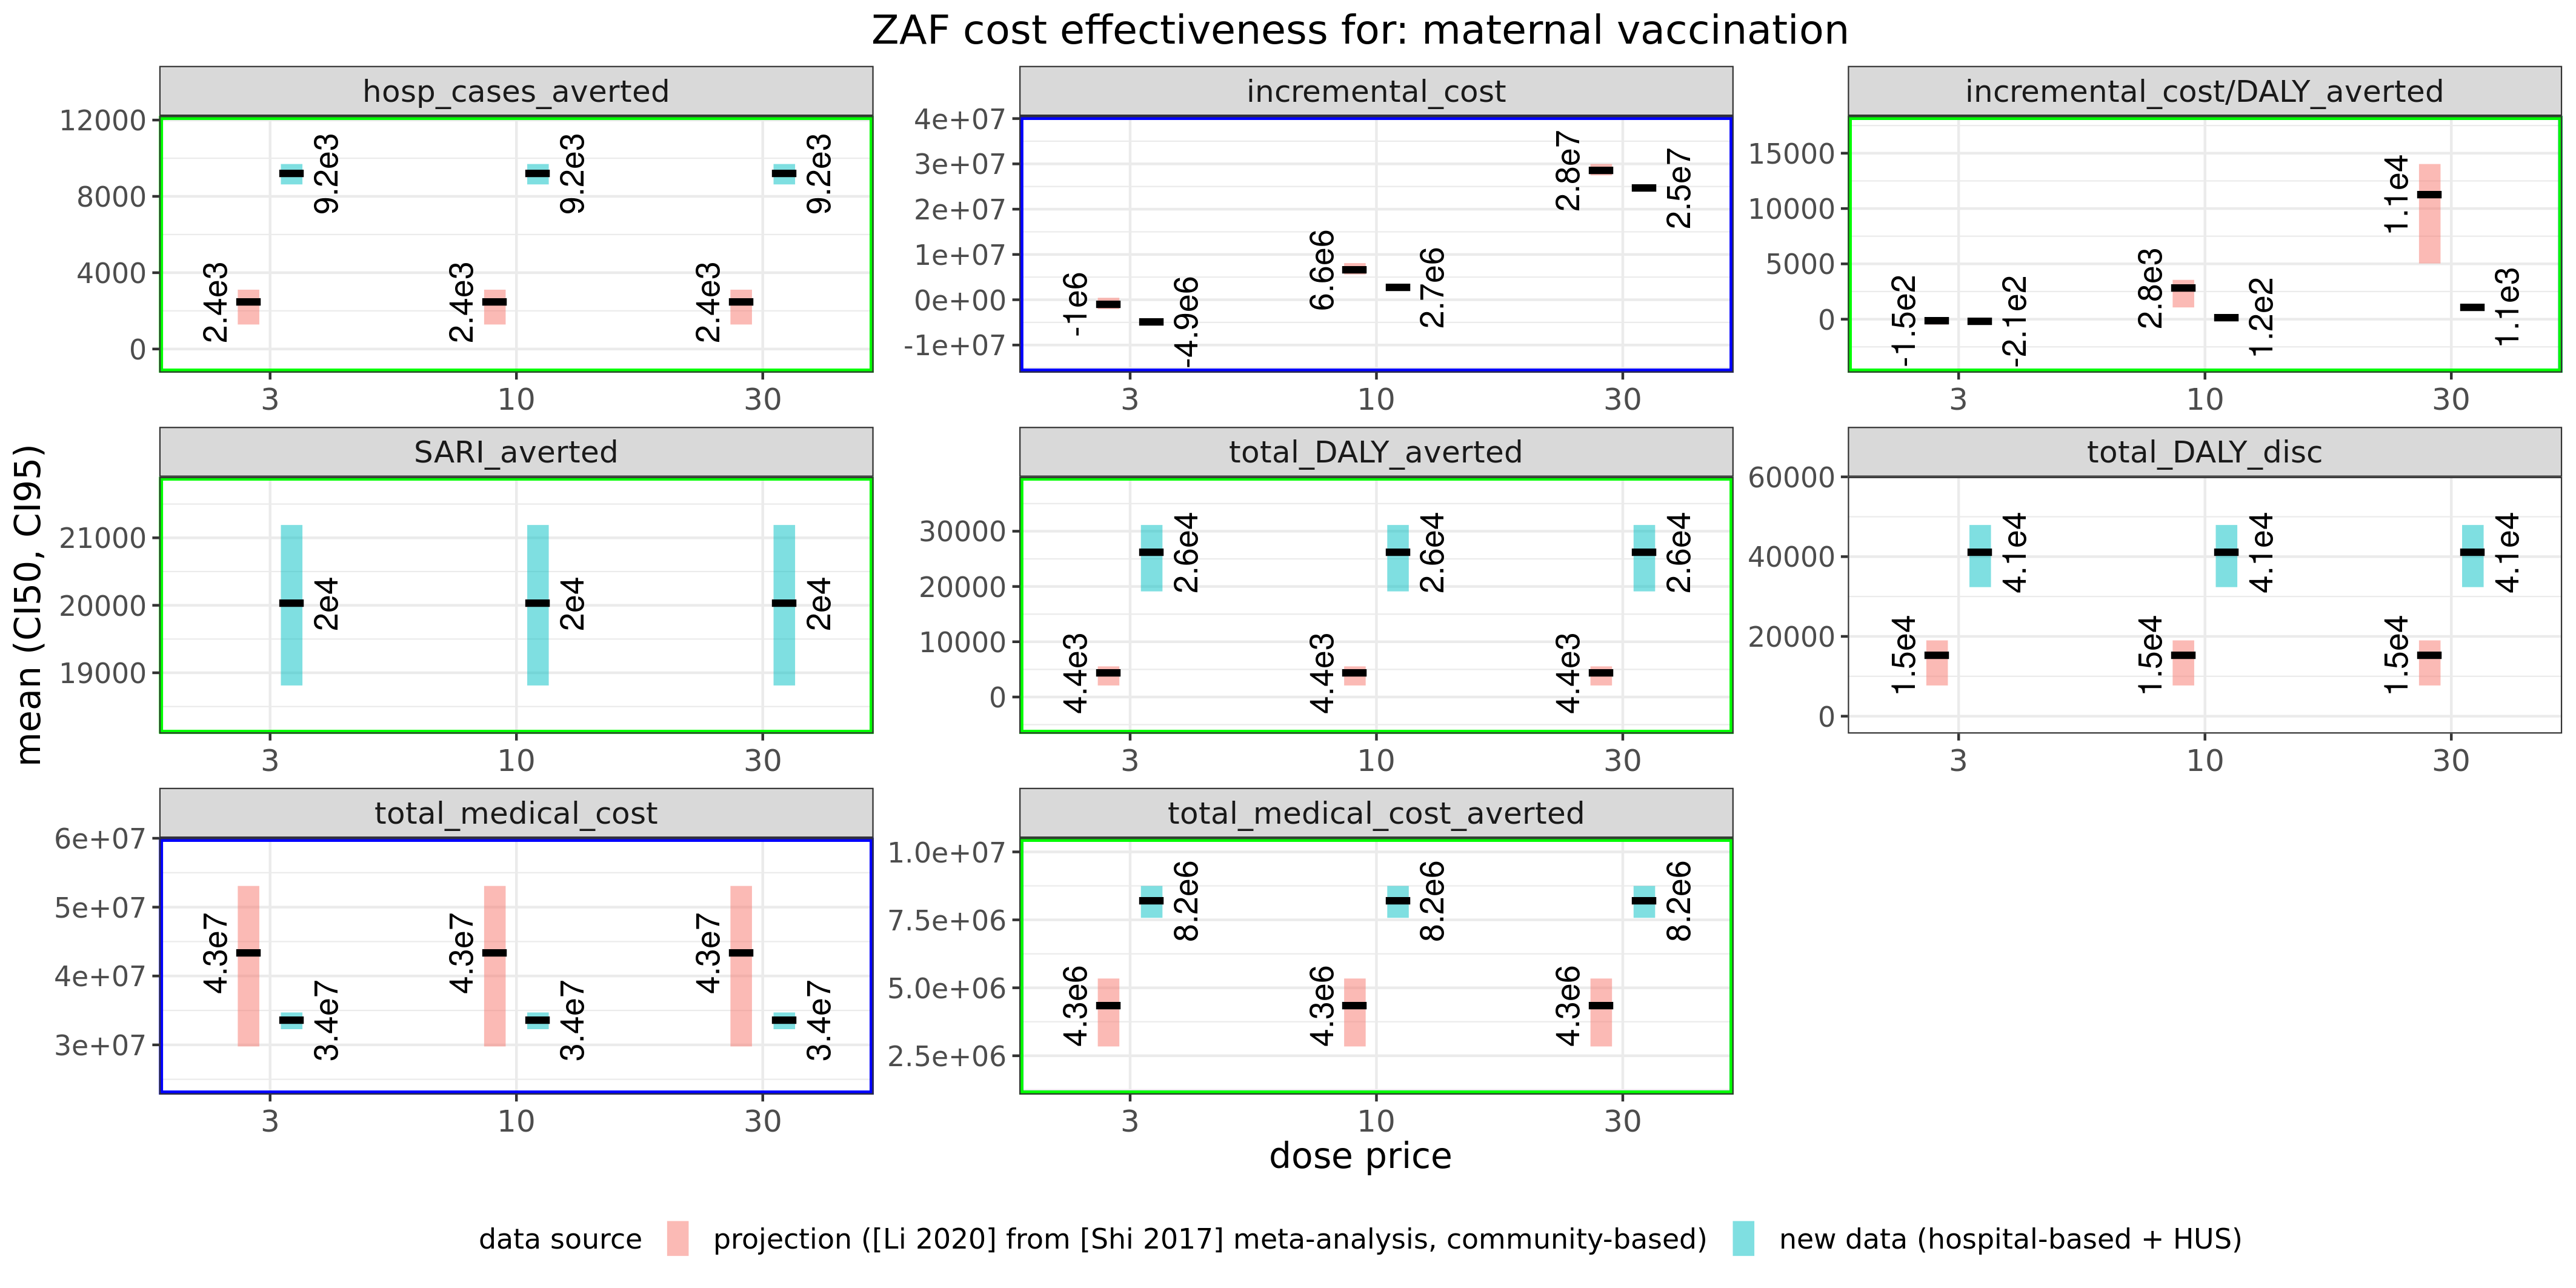 ZAF cost effectiveness for: maternal vaccination
mean (CI50, CI95)
hosp_cases_averted
12000
8000
4000
0
2.4e3
9.2e3
2.4e3
9.2e3
2.4e3
9.2e3
3 10 30
incremental_cost
4e+07
3e+07
2e+07
1e+07
0e+00
-1e+07
-1e6
-4.9e6
6.6e6
2.7e6
2.8e7
2.5e7
3 10 30
incremental_cost/DALY_averted
15000
10000
5000
0
-1.5e2
-2.1e2
2.8e3
1.2e2
1.1e4
1.1e3
3 10 30
SARI_averted
21000
20000
19000
2e4
2e4
2e4
3 10 30
total_DALY_averted
30000
20000
10000
0
4.4e3
2.6e4
4.4e3
2.6e4
4.4e3
2.6e4
3 10 30
total_DALY_disc
60000
40000
20000
0
1.5e4
4.1e4
1.5e4
4.1e4
1.5e4
4.1e4
3 10 30
total_medical_cost
6e+07
5e+07
4e+07
3e+07
4.3e7
3.4e7
4.3e7
3.4e7
4.3e7
3.4e7
3 10 30
total_medical_cost_averted
1.0e+07
7.5e+06
5.0e+06
2.5e+06
4.3e6
8.2e6
4.3e6
8.2e6
4.3e6
8.2e6
3 10 30
dose price
data source projection ([Li 2020] from [Shi 2017] meta-analysis, community-based) new data (hospital-based + HUS)